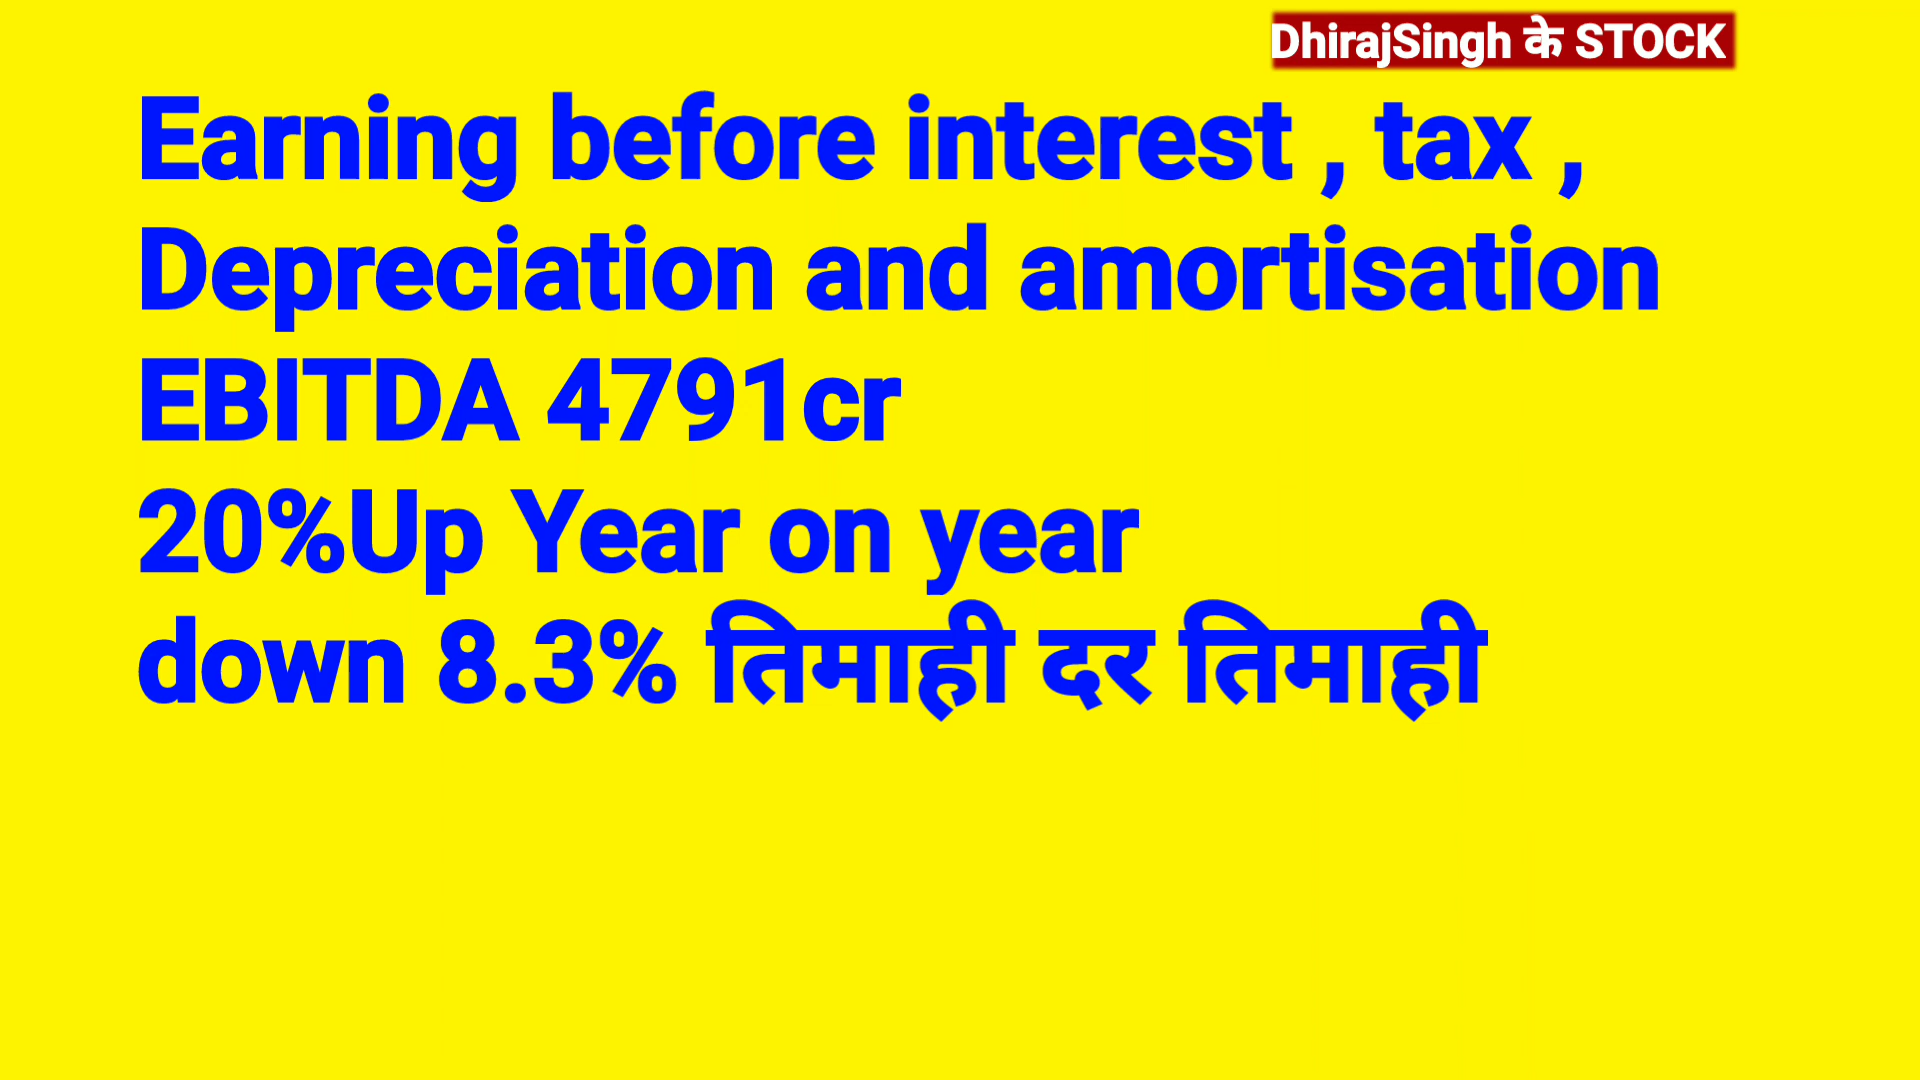 DhirajSingh के STOCK
Earning before interest , tax ,
Depreciation and amortisation
EBITDA 4791cr
20%Up Year on year
down 8.3% तिमाही दर तिमाही